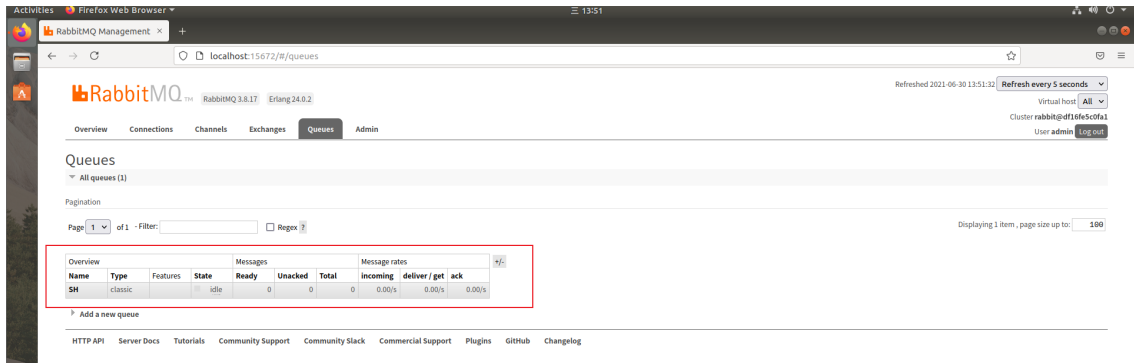 Activities Firefox Web Browser 三 13:51
RabbitMQ Management × +
localhost:15672/#/queues
Refreshed 2021-06-30 13:51:32 Refresh every 5 seconds
RabbitMQ TM RabbitMQ 3.8.17 Erlang 24.0.2
Virtual host All
Cluster rabbit@df16fe5c0fa1
User admin Log out
Overview Connections Channels Exchanges Queues Admin
Queues
All queues (1)
Pagination
Page 1 of 1 - Filter: Regex ?
Displaying 1 item , page size up to: 100
Overview Messages Message rates +/-
Name Type Features State Ready Unacked Total incoming deliver / get ack
SH classic idle 0 0 0 0.00/s 0.00/s 0.00/s
Add a new queue
HTTP API Server Docs Tutorials Community Support Community Slack Commercial Support Plugins GitHub Changelog